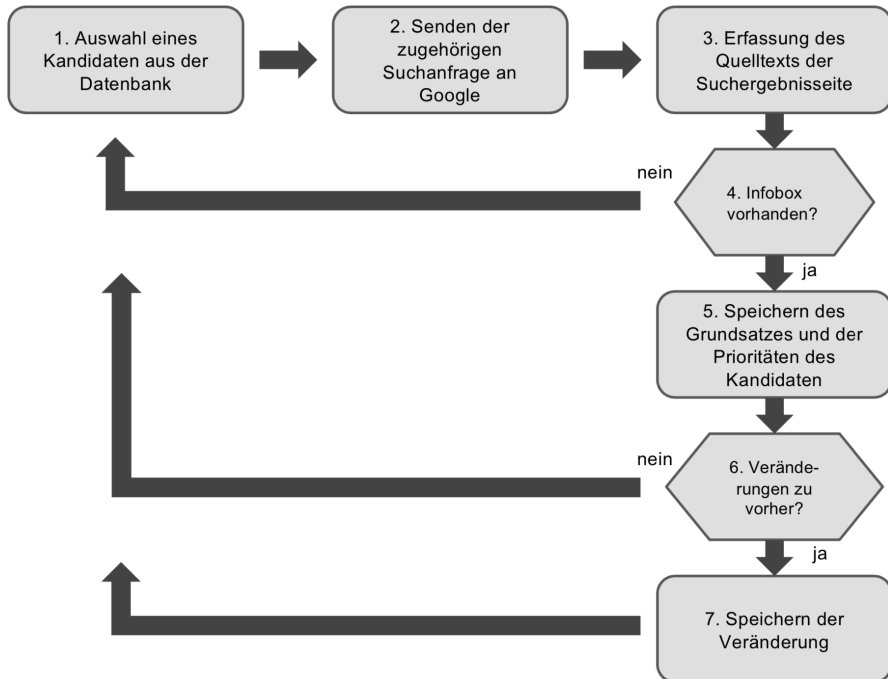 1. Auswahl eines
Kandidaten aus der
Datenbank
2. Senden der
zugehörigen
Suchanfrage an
Google
3. Erfassung des
Quelltexts der
Suchergebnisseite
nein
4. Infobox
vorhanden?
ja
5. Speichern des
Grundsatzes und der
Prioritäten des
Kandidaten
nein
6. Verände-
rungen zu
vorher?
ja
7. Speichern der
Veränderung